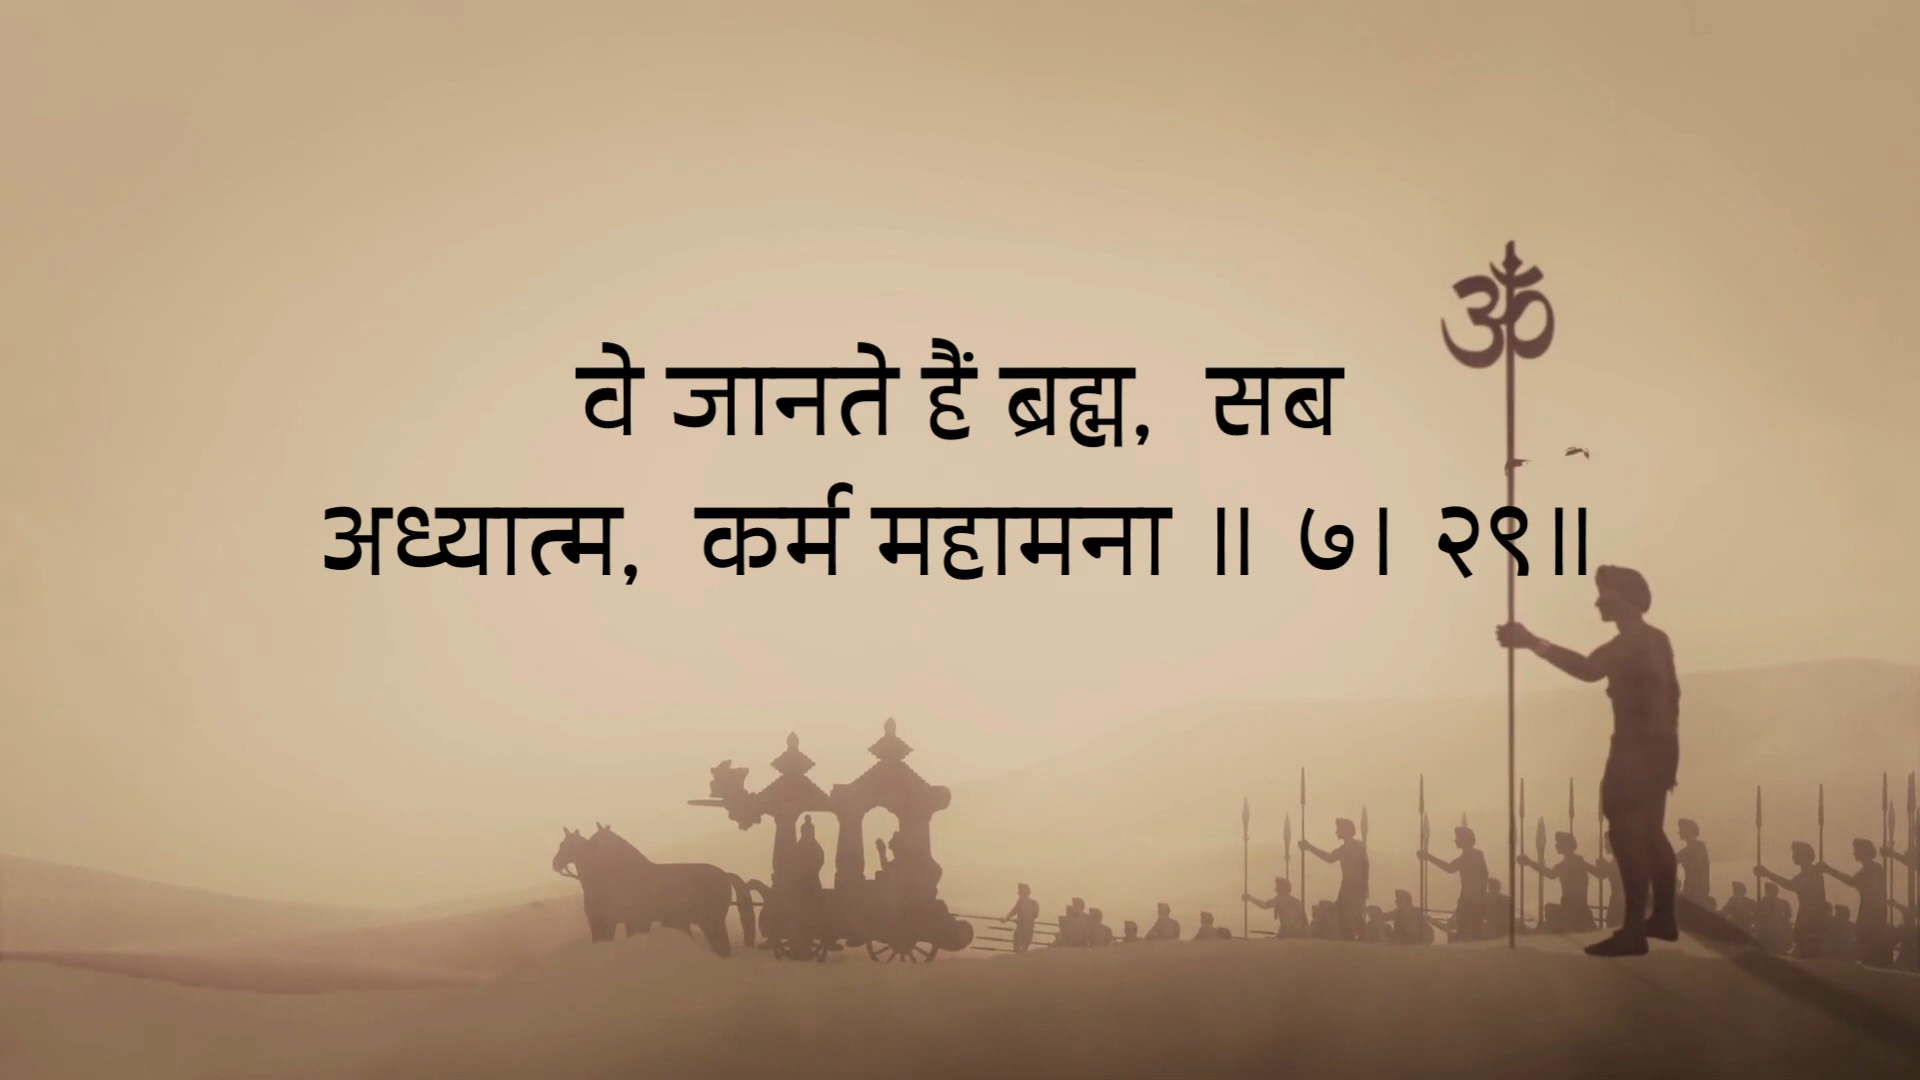 वे जानते हैं ब्रह्म, सब
अध्यात्म, कर्म महामना ॥ ७। २९॥
ॐ